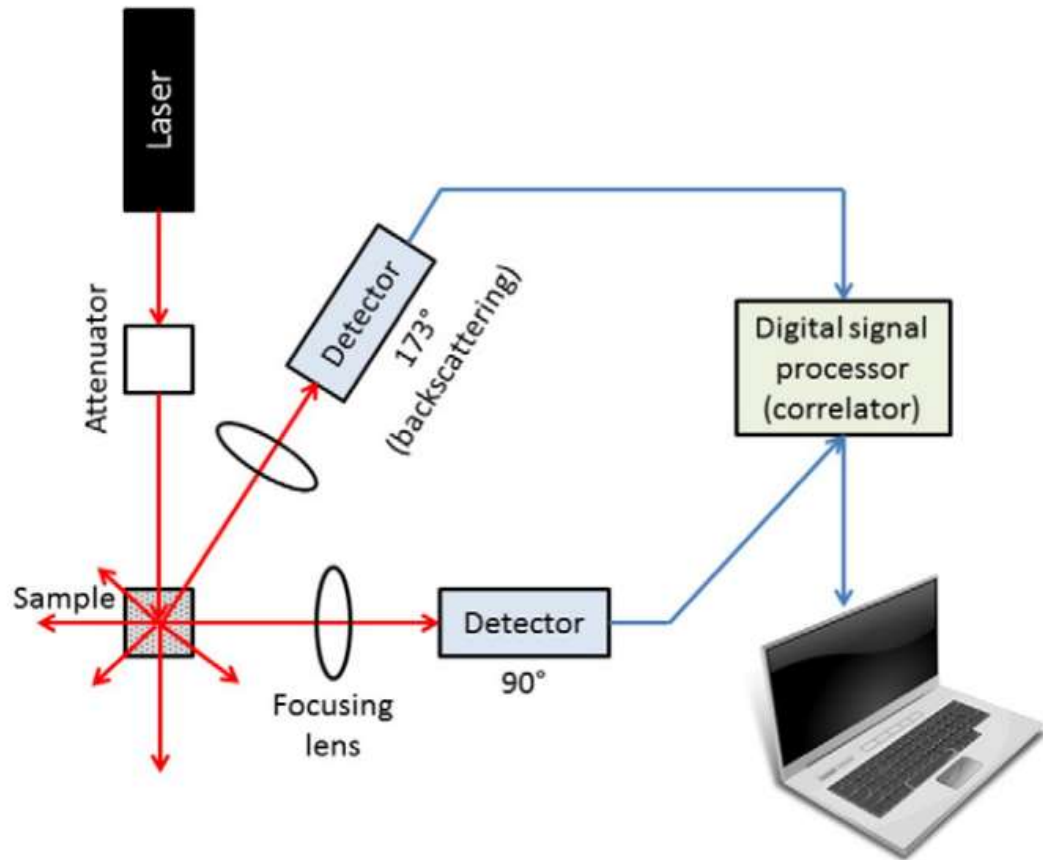 Laser
Attenuator
Detector
173°
(backscattering)
Digital signal
processor
(correlator)
Sample
Detector
90°
Focusing
lens